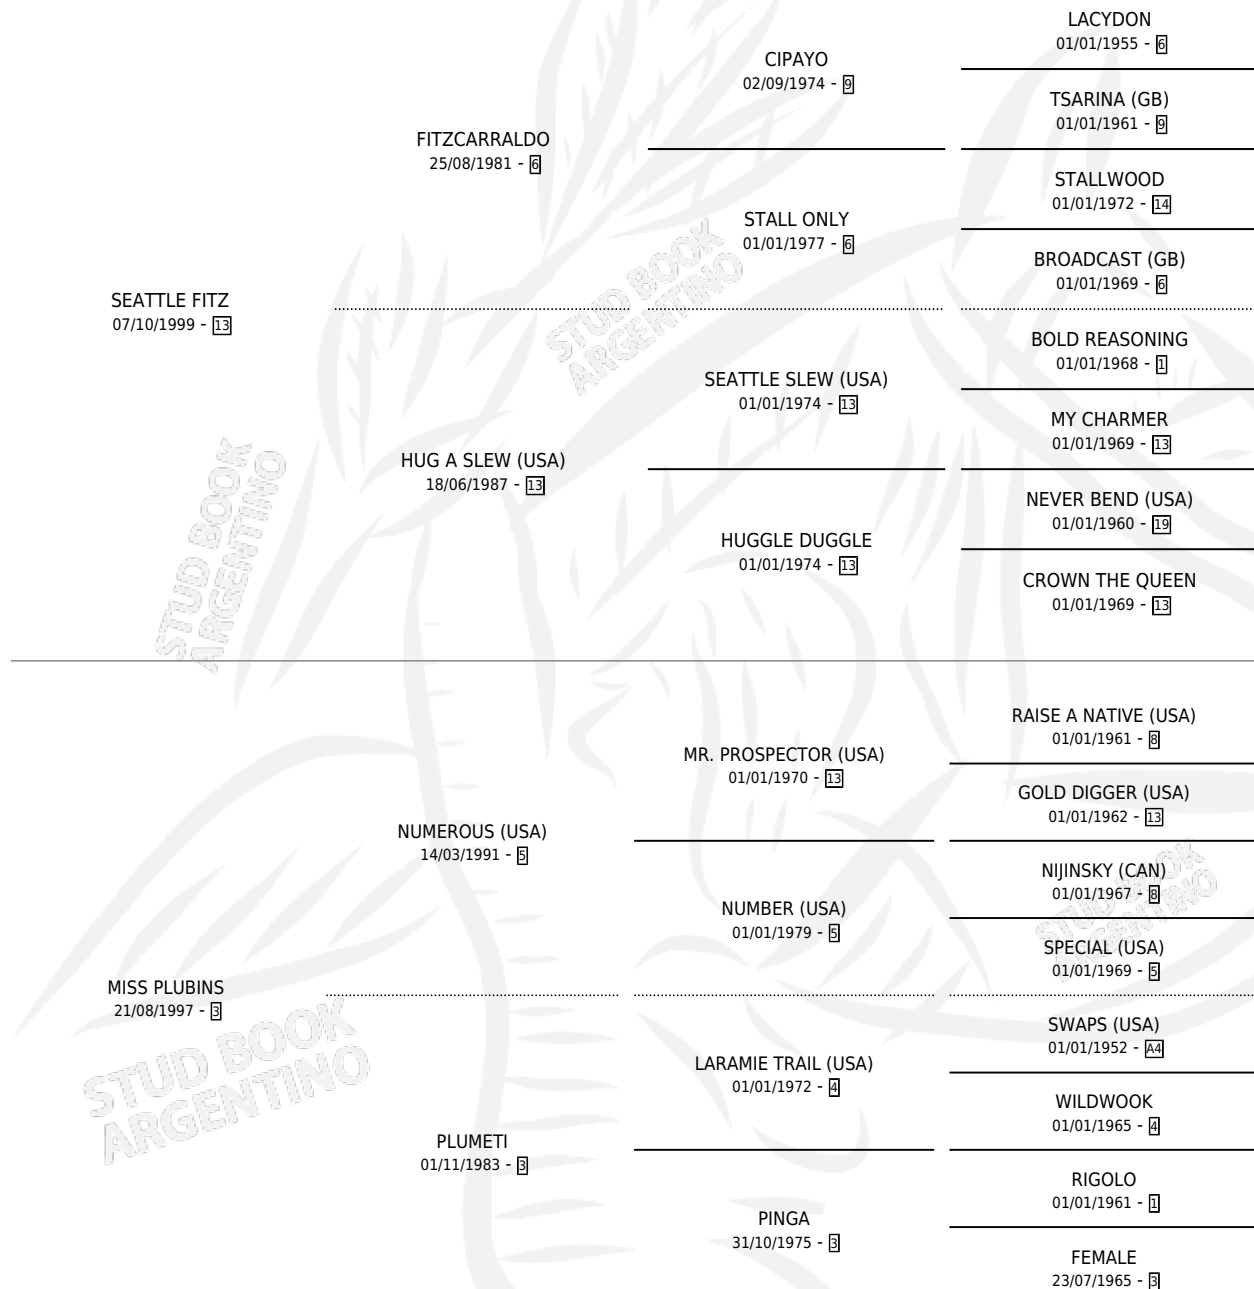 LACYDON
01/01/1955 - 6
CIPAYO
02/09/1974 - 9
TSARINA (GB)
01/01/1961 - 9
FITZCARRALDO
25/08/1981 - 6
STALLWOOD
01/01/1972 - 14
STALL ONLY
01/01/1977 - 6
BROADCAST (GB)
01/01/1969 - 6
SEATTLE FITZ
07/10/1999 - 13
STUD BOOK
ARGENTINO
BOLD REASONING
01/01/1968 - 1
SEATTLE SLEW (USA)
01/01/1974 - 13
MY CHARMER
01/01/1969 - 13
HUG A SLEW (USA)
18/06/1987 - 13
NEVER BEND (USA)
01/01/1960 - 19
HUGGLE DUGGLE
01/01/1974 - 13
CROWN THE QUEEN
01/01/1969 - 13
STUD BOOK
ARGENTINO
RAISE A NATIVE (USA)
01/01/1961 - 8
MR. PROSPECTOR (USA)
01/01/1970 - 13
GOLD DIGGER (USA)
01/01/1962 - 13
NUMEROUS (USA)
14/03/1991 - 5
NIJINSKY (CAN)
01/01/1967 - 8
NUMBER (USA)
01/01/1979 - 5
STUD BOOK
ARGENTINO
SPECIAL (USA)
01/01/1969 - 5
MISS PLUBINS
21/08/1997 - 3
STUD BOOK
ARGENTINO
SWAPS (USA)
01/01/1952 - A4
LARAMIE TRAIL (USA)
01/01/1972 - 4
WILDWOOK
01/01/1965 - 4
PLUMETI
01/11/1983 - 3
RIGOLO
01/01/1961 - 1
PINGA
31/10/1975 - 3
FEMALE
23/07/1965 - 3